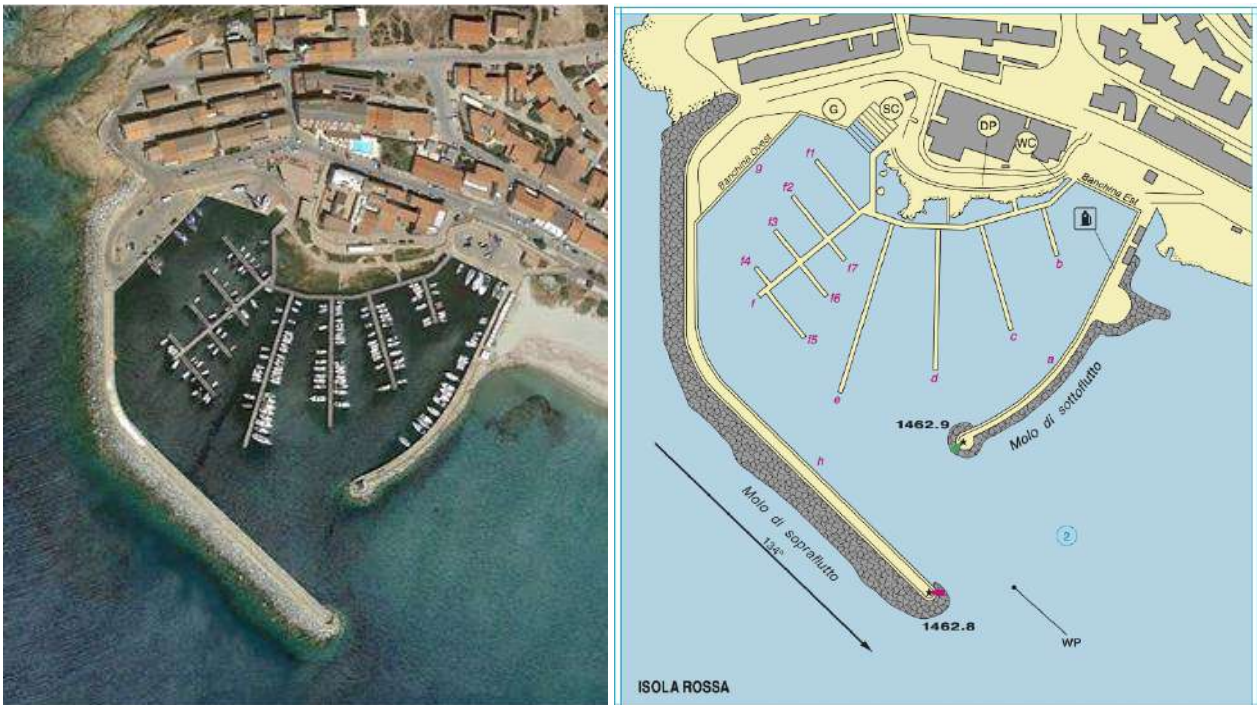 G
SC
DP
WC
Banchina Ovest
g
f1
f2
f3
f4
f
f7
f6
f5
Banchina Est
b
c
a
d
e
1462.9
Molo di sottoflutto
h
Molo di sopraflutto
134°
2
1462.8
WP
ISOLA ROSSA